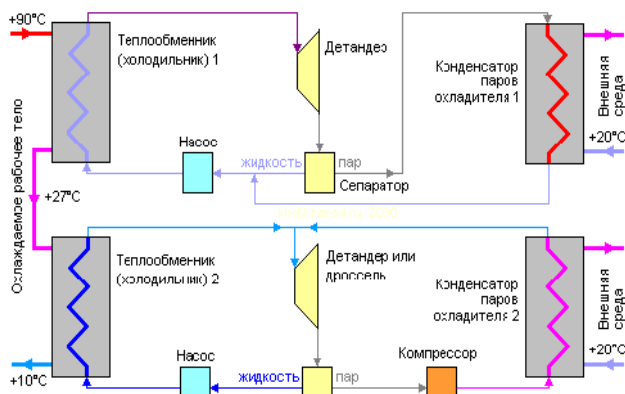 +90°C
Теплообменник
(холодильник) 1
Детандер
Конденсатор
паров
охладителя 1
Внешняя
среда
+20°C
Насос
жидкость
пар
Сепаратор
Охлаждаемое рабочее тело
+27°C
Теплообменник
(холодильник) 2
Детандер или
дроссель
Конденсатор
паров
охладителя 2
Внешняя
среда
+20°C
+10°C
Насос
жидкость
пар
Компрессор